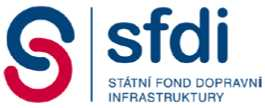 sfdi
STÁTNÍ FOND DOPRAVNÍ
INFRASTRUKTURY